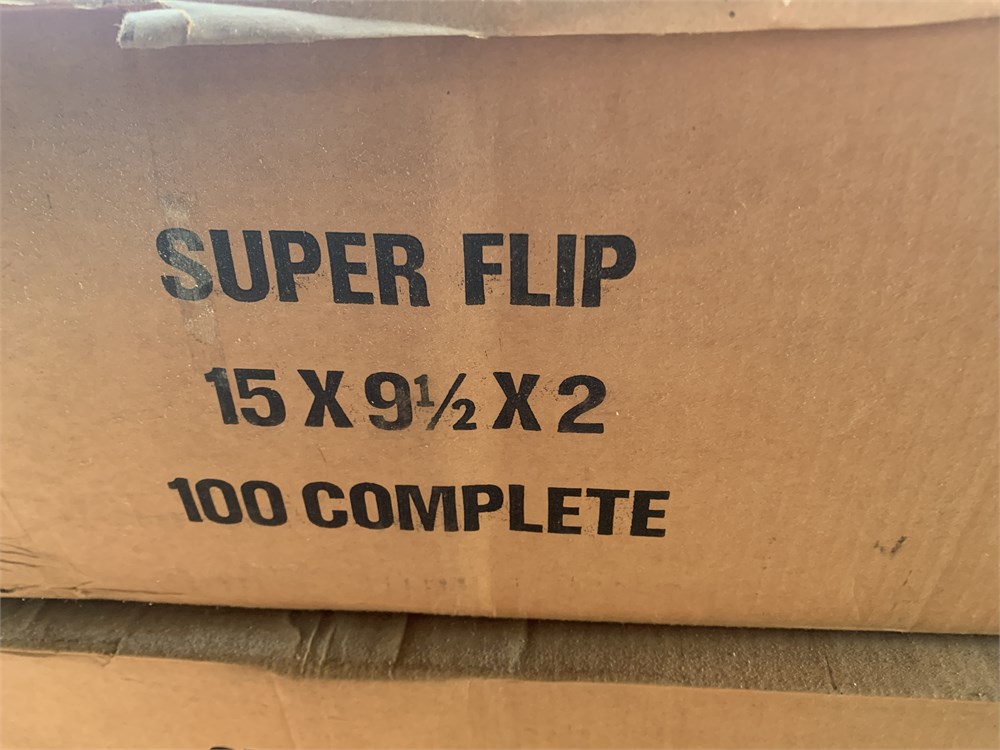 SUPER FLIP
15 X 9½ X 2
100 COMPLETE